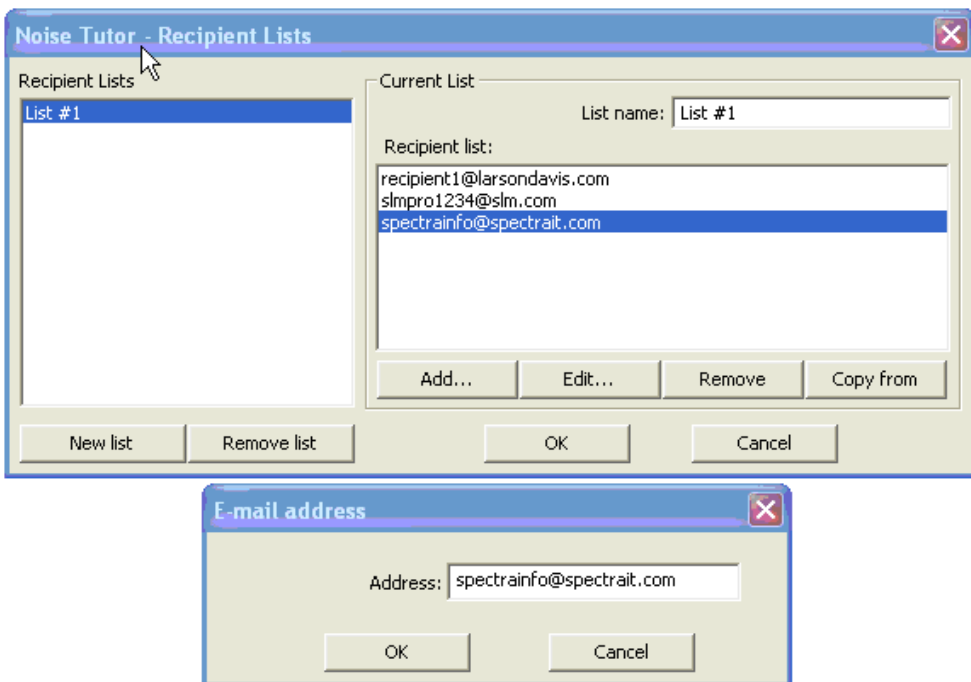 Noise Tutor - Recipient Lists
Recipient Lists
List #1
Current List
List name: List #1
Recipient list:
recipient1@larsondavis.com
slmpro1234@slm.com
spectrainfo@spectrait.com
Add... Edit... Remove Copy from
New list Remove list OK Cancel
E-mail address
Address: spectrainfo@spectrait.com
OK Cancel